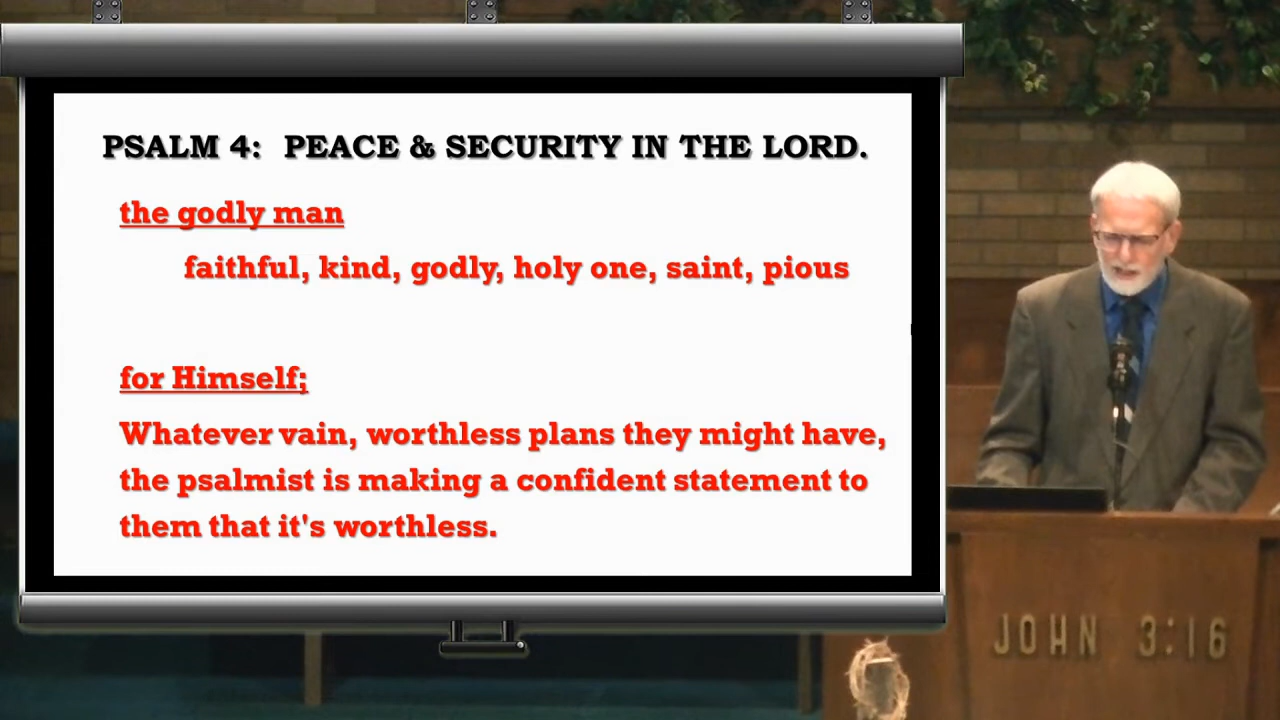 PSALM 4: PEACE & SECURITY IN THE LORD.
the godly man
faithful, kind, godly, holy one, saint, pious
for Himself;
Whatever vain, worthless plans they might have,
the psalmist is making a confident statement to
them that it's worthless.
JOHN 3:16